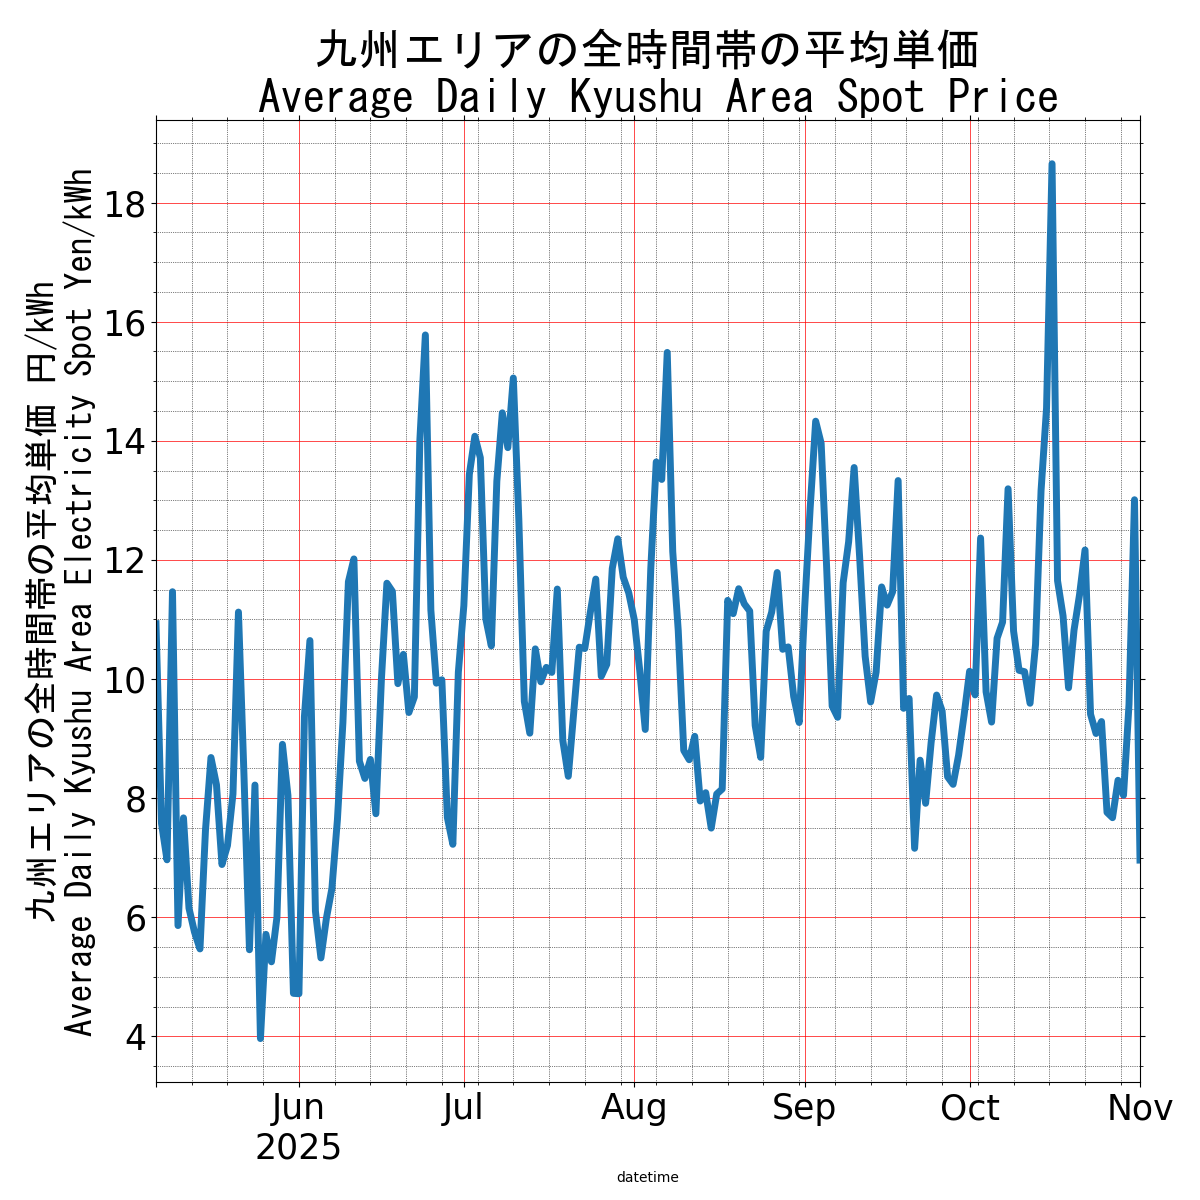 九州エリアの全時間帯の平均単価
Average Daily Kyushu Area Spot Price
九州エリアの全時間帯の平均単価 円/kWh
Average Daily Kyushu Area Electricity Spot Yen/kWh
18
16
14
12
10
8
6
4
Jun
2025
Jul
Aug
Sep
Oct
Nov
datetime